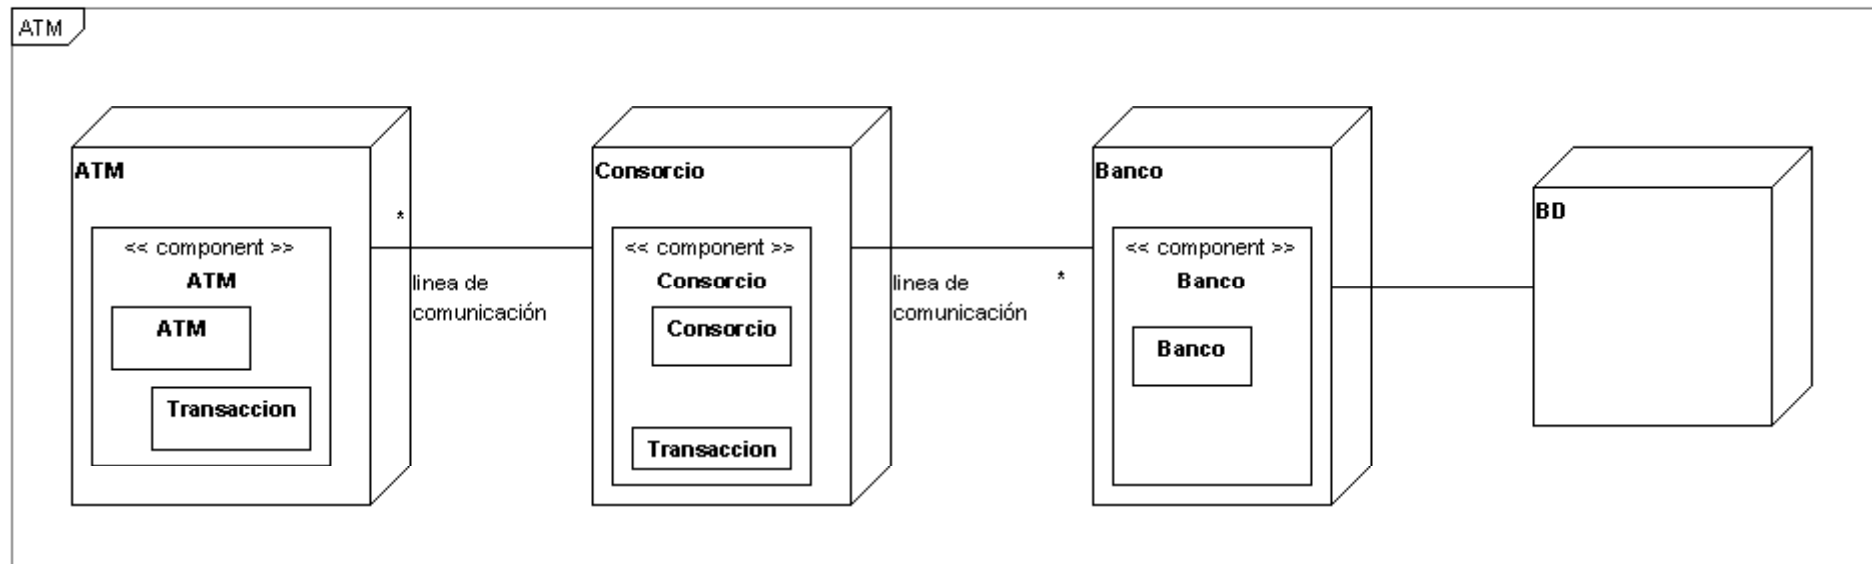 ATM
ATM
Consorcio
Banco
BD
*
<< component >>
ATM
ATM
Transaccion
linea de
comunicación
<< component >>
Consorcio
Consorcio
Transaccion
linea de
comunicación
*
<< component >>
Banco
Banco